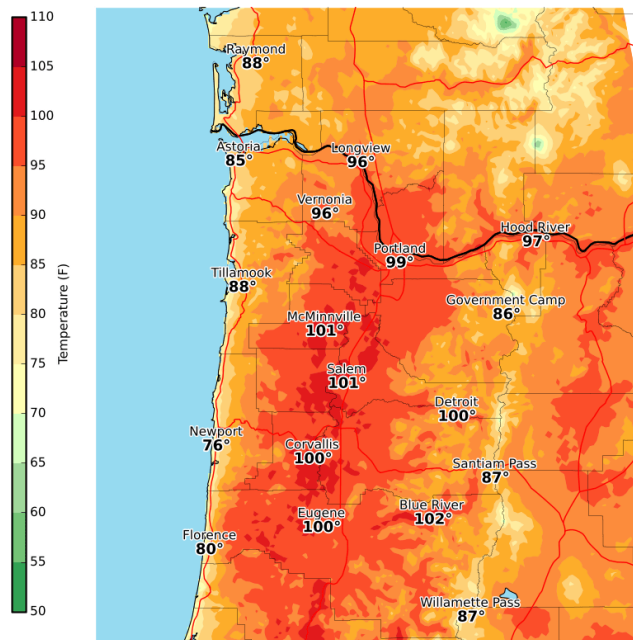 110
105
100
95
90
85
80
75
70
65
60
55
50
Temperature (F)
Raymond
88°
Astoria
85°
Longview
96°
Vernonia
96°
Portland
99°
Hood River
97°
Tillamook
88°
Government Camp
86°
McMinnville
101°
Salem
101°
Detroit
100°
Newport
76°
Corvallis
100°
Santiam Pass
87°
Eugene
100°
Blue River
102°
Florence
80°
Willamette Pass
87°